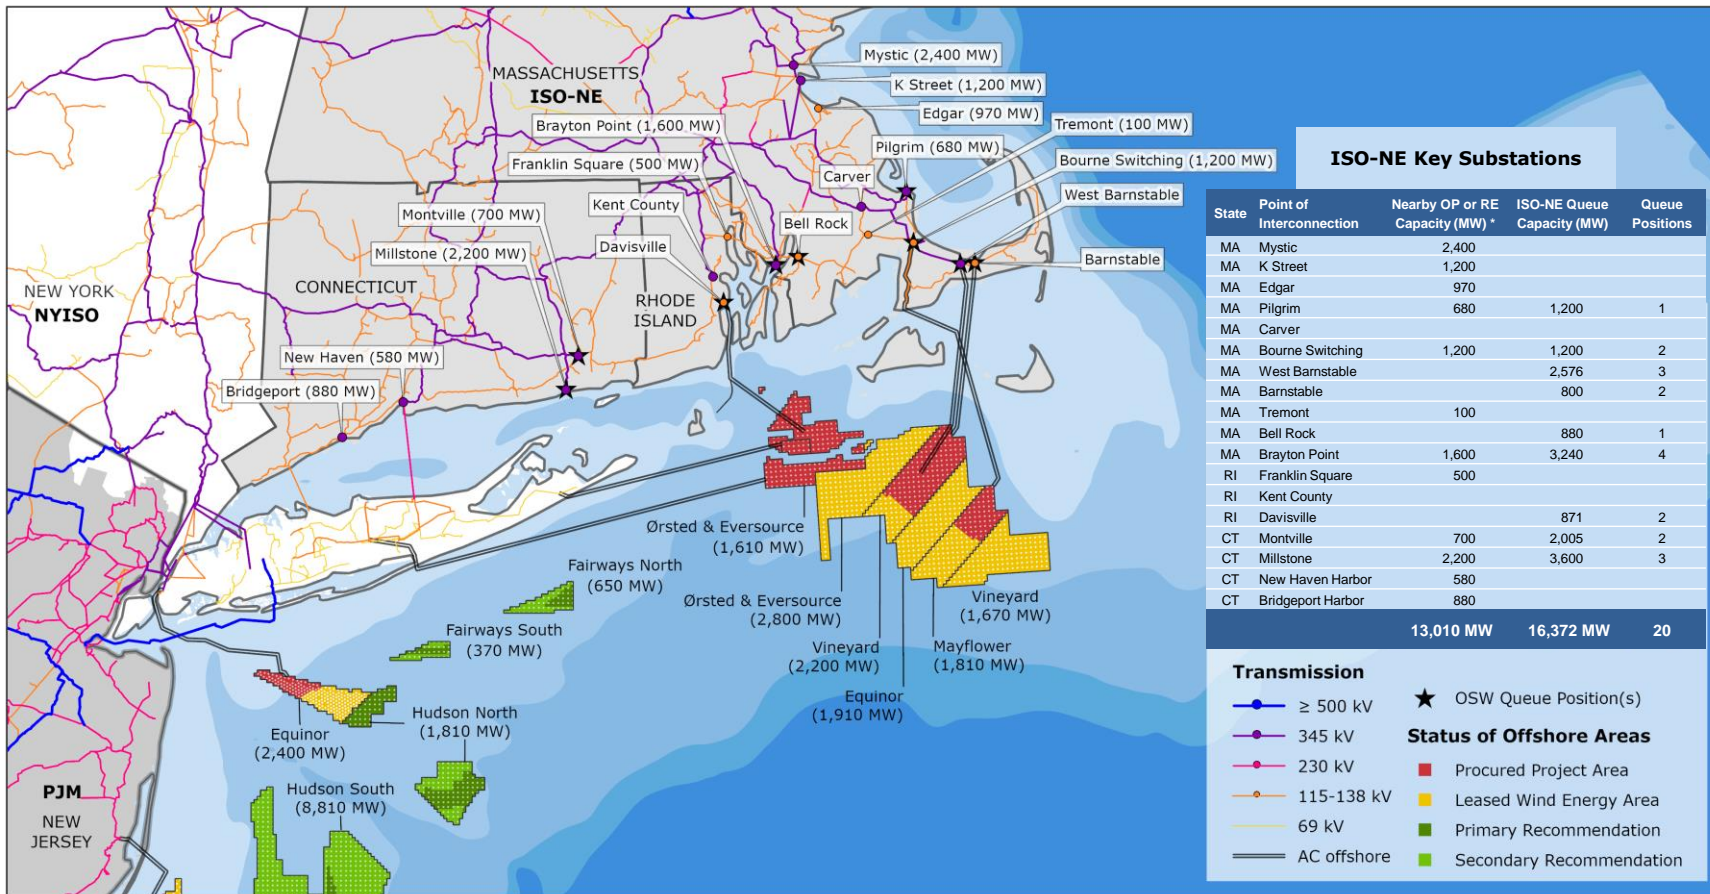 MASSACHUSETTS
ISO-NE
Mystic (2,400 MW)
K Street (1,200 MW)
Edgar (970 MW)
Tremont (100 MW)
Brayton Point (1,600 MW)
Pilgrim (680 MW)
Bourne Switching (1,200 MW)
Franklin Square (500 MW)
Carver
West Barnstable
Montville (700 MW)
Kent County
Bell Rock
Davisville
Millstone (2,200 MW)
Barnstable
CONNECTICUT
NEW YORK
NYISO
RHODE
ISLAND
New Haven (580 MW)
Bridgeport (880 MW)
Ørsted & Eversource
(1,610 MW)
Fairways North
(650 MW)
Ørsted & Eversource
(2,800 MW)
Vineyard
(1,670 MW)
Fairways South
(370 MW)
Vineyard
(2,200 MW)
Mayflower
(1,810 MW)
Equinor
(1,910 MW)
Hudson North
(1,810 MW)
Equinor
(2,400 MW)
Hudson South
(8,810 MW)
PJM
NEW
JERSEY
ISO-NE Key Substations
State Point of Interconnection Nearby OP or RE Capacity (MW) * ISO-NE Queue Capacity (MW) Queue Positions
MA Mystic 2,400
MA K Street 1,200
MA Edgar 970
MA Pilgrim 680 1,200 1
MA Carver
MA Bourne Switching 1,200 1,200 2
MA West Barnstable 2,576 3
MA Barnstable 800 2
MA Tremont 100
MA Bell Rock 880 1
MA Brayton Point 1,600 3,240 4
RI Franklin Square 500
RI Kent County
RI Davisville 871 2
CT Montville 700 2,005 2
CT Millstone 2,200 3,600 3
CT New Haven Harbor 580
CT Bridgeport Harbor 880
13,010 MW 16,372 MW 20
Transmission
≥ 500 kV
345 kV
230 kV
115-138 kV
69 kV
AC offshore
OSW Queue Position(s)
Status of Offshore Areas
Procured Project Area
Leased Wind Energy Area
Primary Recommendation
Secondary Recommendation